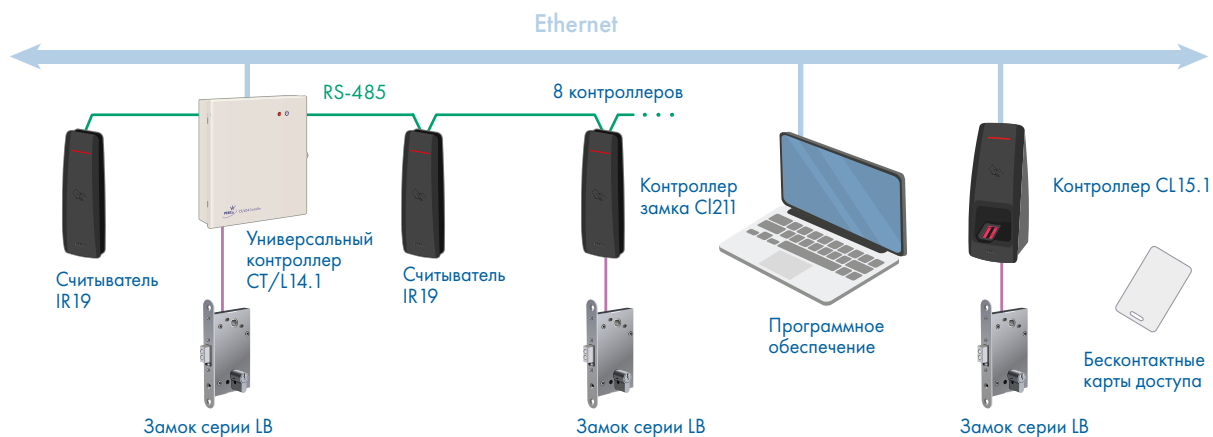 Ethernet
RS-485
8 контроллеров
Контроллер
замка Cl211
Контроллер CL15.1
Универсальный
контроллер
CT/L14.1
Считыватель
IR19
Считыватель
IR19
Программное
обеспечение
Бесконтактные
карты доступа
Замок серии LB
Замок серии LB
Замок серии LB